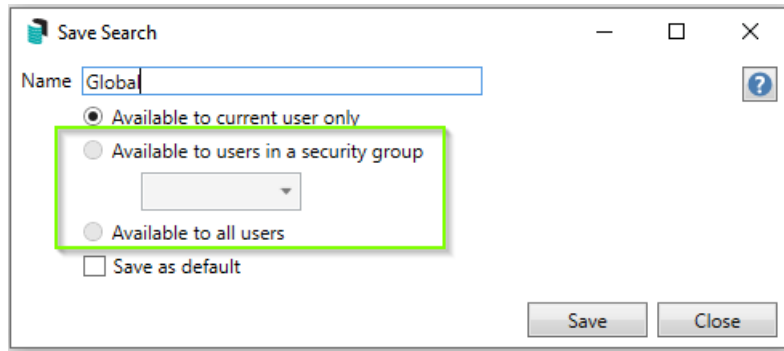 Save Search
Name Global
?
Available to current user only
Available to users in a security group
Available to all users
Save as default
Save Close